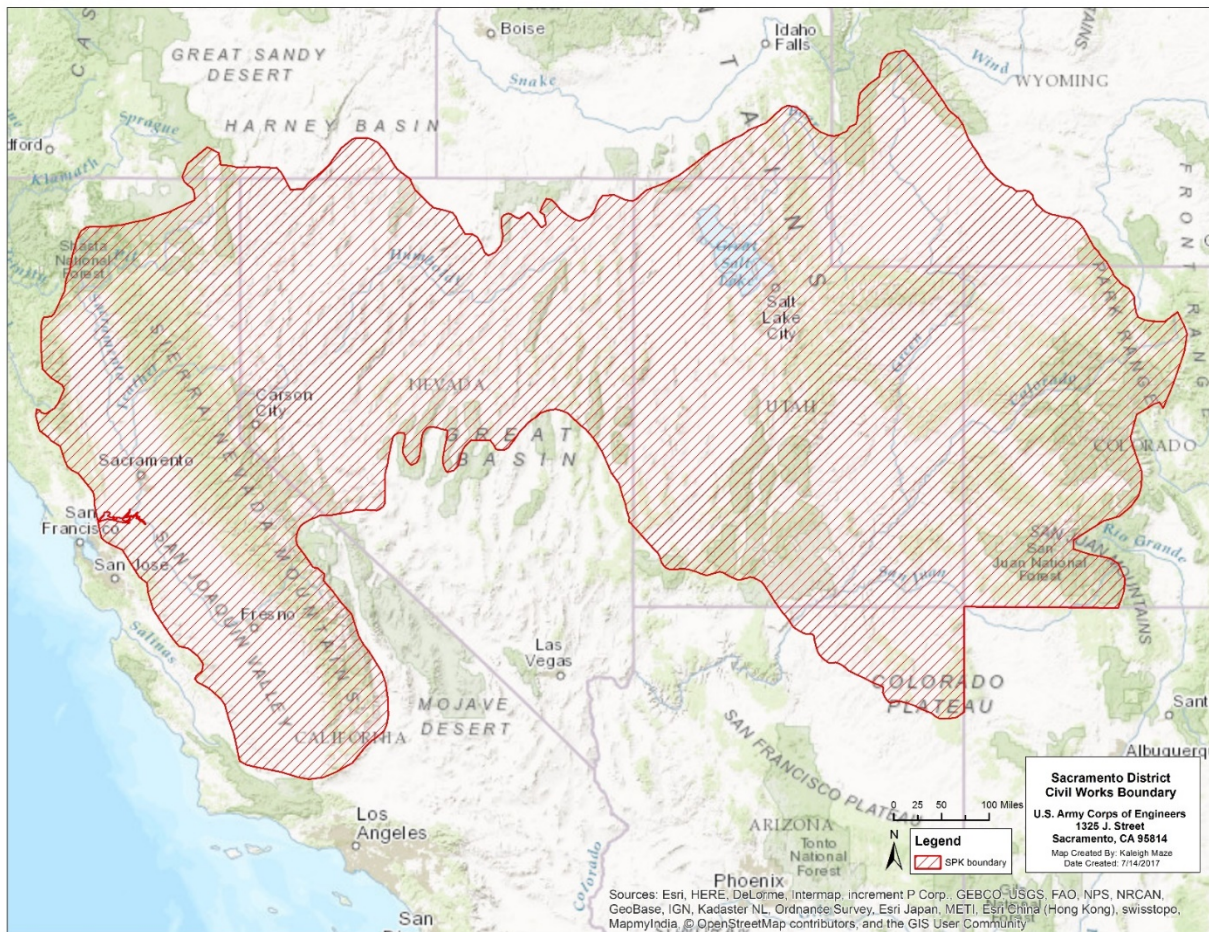 Boise
Idaho
Falls
GREAT SANDY
DESERT
Snake
Wind
WYOMING
HARNEY BASIN
Sprague
dford
Klamath
FRONT RANGE
Shasta
National
Forest
Pit
Humboldt
Great
Salt
Lake
Salt
Lake
City
PARK RANGE
Sacramento
Feather
SIERRA NEVADA MOUNTAINS
Carson
City
NEVADA
UTAH
Green
Colorado
COLORADO
GREAT
BASIN
Sacramento
San
Francisco
San Jose
SAN JOAQUIN VALLEY
Fresno
Salinas
San Juan
SAN JUAN MOUNTAINS
San
Juan National
Forest
Rio Grande
Las
Vegas
MOJAVE
DESERT
CALIFORNIA
COLORADO
PLATEAU
Sant
Albuquerq
SAN FRANCISCO PLATEAU
Los
Angeles
Colorado
ARIZONA
Tonto
National
Forest
Phoenix
San
0 25 50 100 Miles
N
Legend
SPK boundary
Sacramento District
Civil Works Boundary
U.S. Army Corps of Engineers
1325 J. Street
Sacramento, CA 95814
Map Created By: Kaleigh Maze
Date Created: 7/14/2017
Sources: Esri, HERE, DeLorme, Intermap, increment P Corp., GEBCO, USGS, FAO, NPS, NRCAN,
GeoBase, IGN, Kadaster NL, Ordnance Survey, Esri Japan, METI, Esri China (Hong Kong), swisstopo,
MapmyIndia, © OpenStreetMap contributors, and the GIS User Community